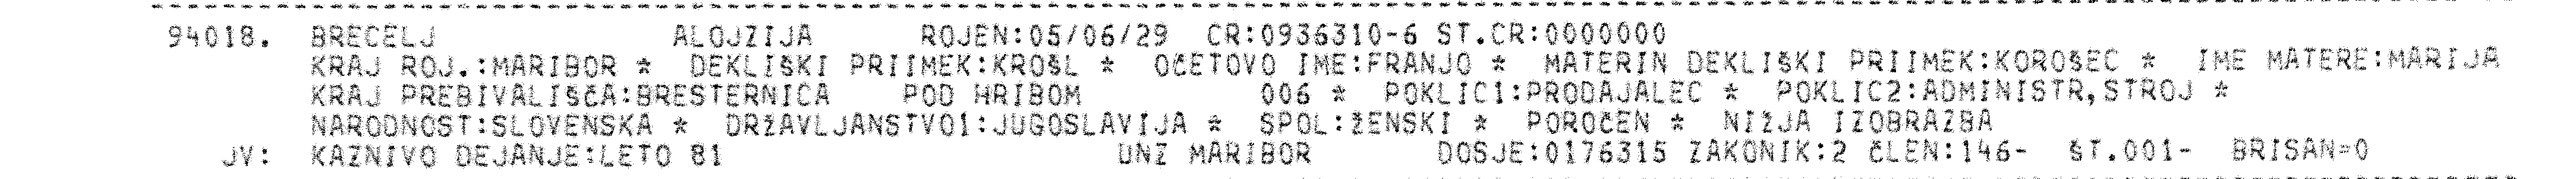 94018. BRECELJ ALOJZIJA ROJEN:05/06/29 CR:0936310-6 ST.CR:0000000
KRAJ ROJ.:MARIBOR * DEKLIŠKI PRIIMEK:KROŠL * OČETOVO IME:FRANJO * MATERIN DEKLIŠKI PRIIMEK:KOROŠEC * IME MATERE:MARIJA
KRAJ PREBIVALIŠČA:BRESTERNICA POD HRIBOM 006 * POKLIC1:PRODAJALEC * POKLIC2:ADMINISTR,STROJ *
NARODNOST:SLOVENSKA * DRŽAVLJANSTVO1:JUGOSLAVIJA * SPOL:ŽENSKI * POROČEN * NIŽJA IZOBRAZBA
JV: KAZNIVO DEJANJE:LETO 81 UNZ MARIBOR DOSJE:0176315 ZAKONIK:2 ČLEN:146- ŠT.001- BRISAN=0